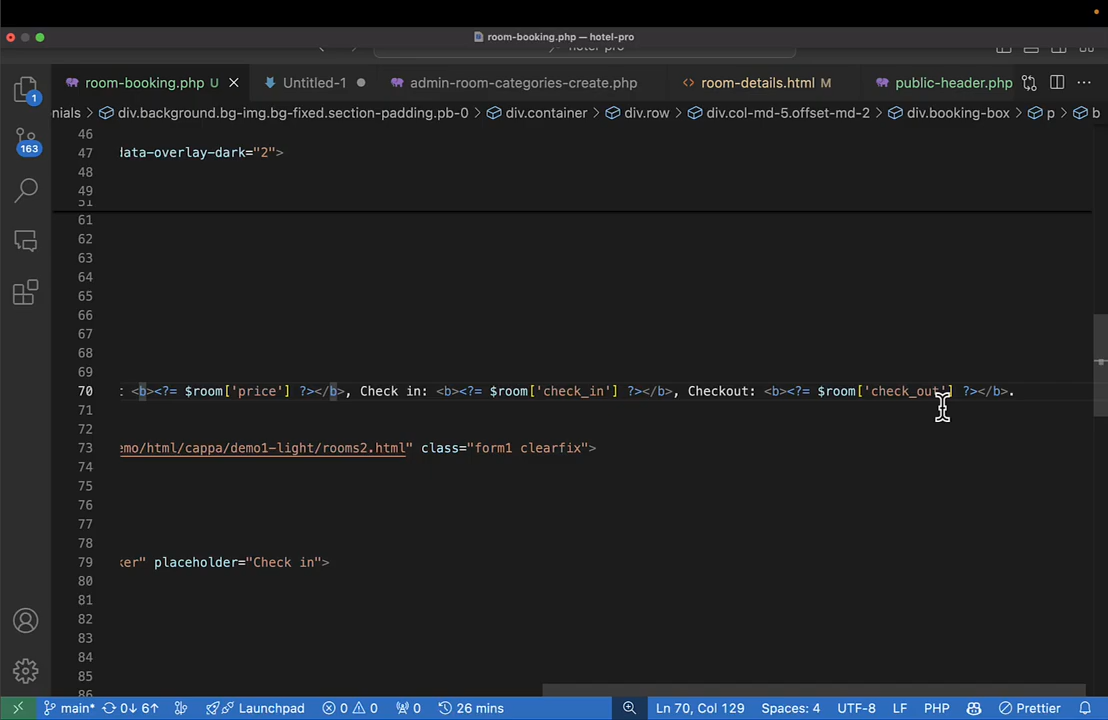 room-booking.php — hotel-pro
room-booking.php U
Untitled-1
admin-room-categories-create.php
room-details.html M
public-header.php
nials > div.background.bg-img.bg-fixed.section-padding.pb-0 > div.container > div.row > div.col-md-5.offset-md-2 > div.booking-box > p > b
46
47 data-overlay-dark="2">
48
49
51
61
62
63
64
65
66
67
68
69
70 : <b><?= $room['price'] ?></b>, Check in: <b><?= $room['check_in'] ?></b>, Checkout: <b><?= $room['check_out'] ?></b>.
71
72
73 emo/html/cappa/demo1-light/rooms2.html" class="form1 clearfix">
74
75
76
77
78
79 ker" placeholder="Check in">
80
81
82
83
84
85
86
1
163
main* 0↓ 6↑ Launchpad 0 0 0 26 mins Ln 70, Col 129 Spaces: 4 UTF-8 LF PHP Prettier